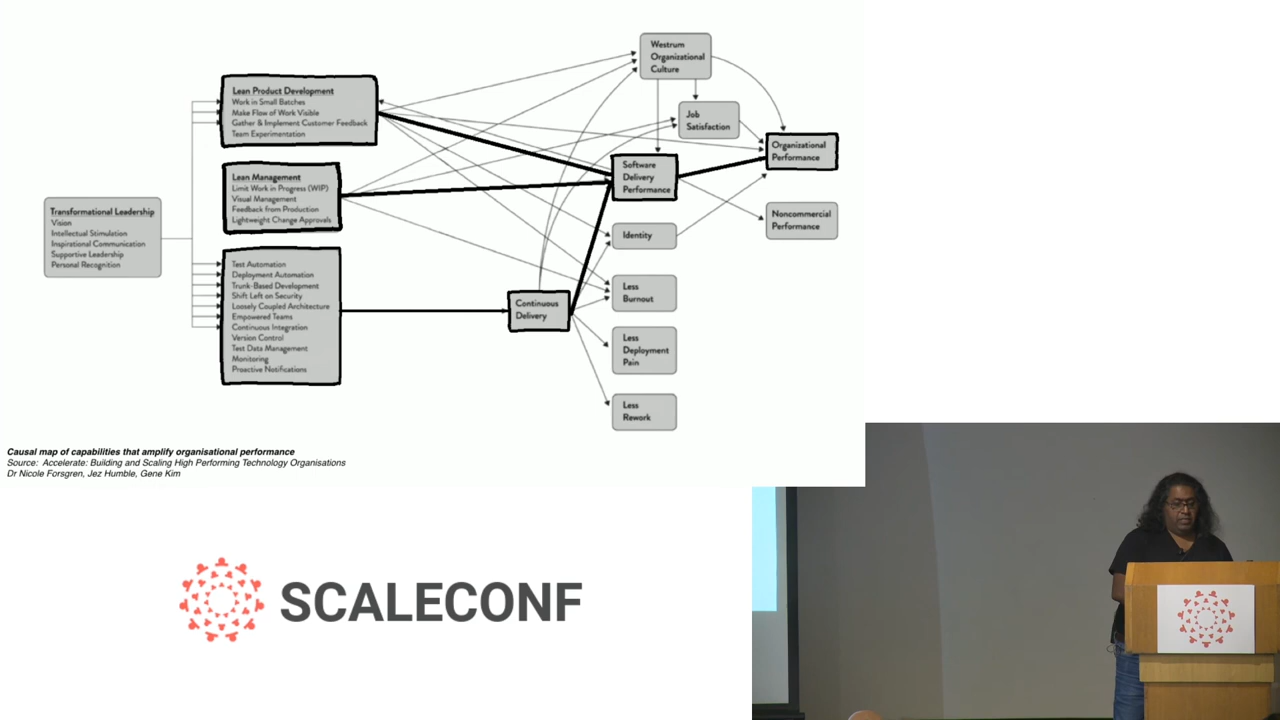 Westrum
Organizational
Culture
Lean Product Development
Work in Small Batches
Make Flow of Work Visible
Gather & Implement Customer Feedback
Team Experimentation
Job
Satisfaction
Organizational
Performance
Lean Management
Limit Work in Progress (WIP)
Visual Management
Feedback from Production
Lightweight Change Approvals
Software
Delivery
Performance
Transformational Leadership
Vision
Intellectual Stimulation
Inspirational Communication
Supportive Leadership
Personal Recognition
Noncommercial
Performance
Identity
Test Automation
Deployment Automation
Trunk-Based Development
Shift Left on Security
Loosely Coupled Architecture
Empowered Teams
Continuous Integration
Version Control
Test Data Management
Monitoring
Proactive Notifications
Continuous
Delivery
Less
Burnout
Less
Deployment
Pain
Less
Rework
Causal map of capabilities that amplify organisational performance
Source: Accelerate: Building and Scaling High Performing Technology Organisations
Dr Nicole Forsgren, Jez Humble, Gene Kim
SCALECONF